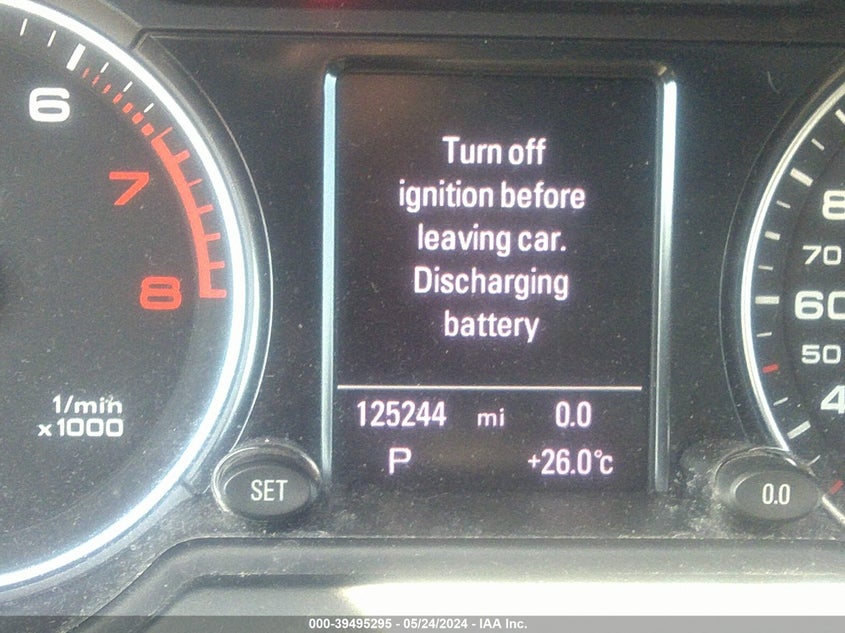 6
7
8
1/min
x1000
Turn off
ignition before
leaving car.
Discharging
battery
125244 mi 0.0
P +26.0°c
SET
0.0
70
60
50
000-39495295 - 05/24/2024 - IAA Inc.